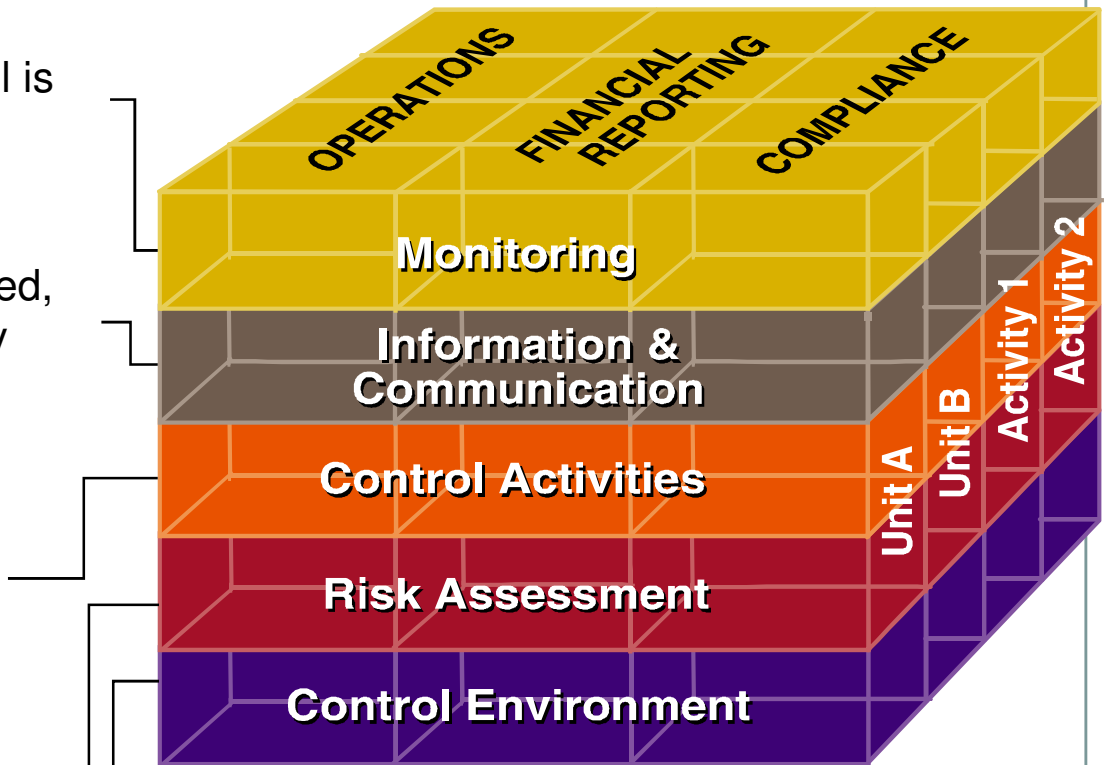 l is
ed,
y
OPERATIONS
FINANCIAL
REPORTING
COMPLIANCE
Monitoring
Information &
Communication
Control Activities
Risk Assessment
Control Environment
Unit A
Unit B
Activity 1
Activity 2